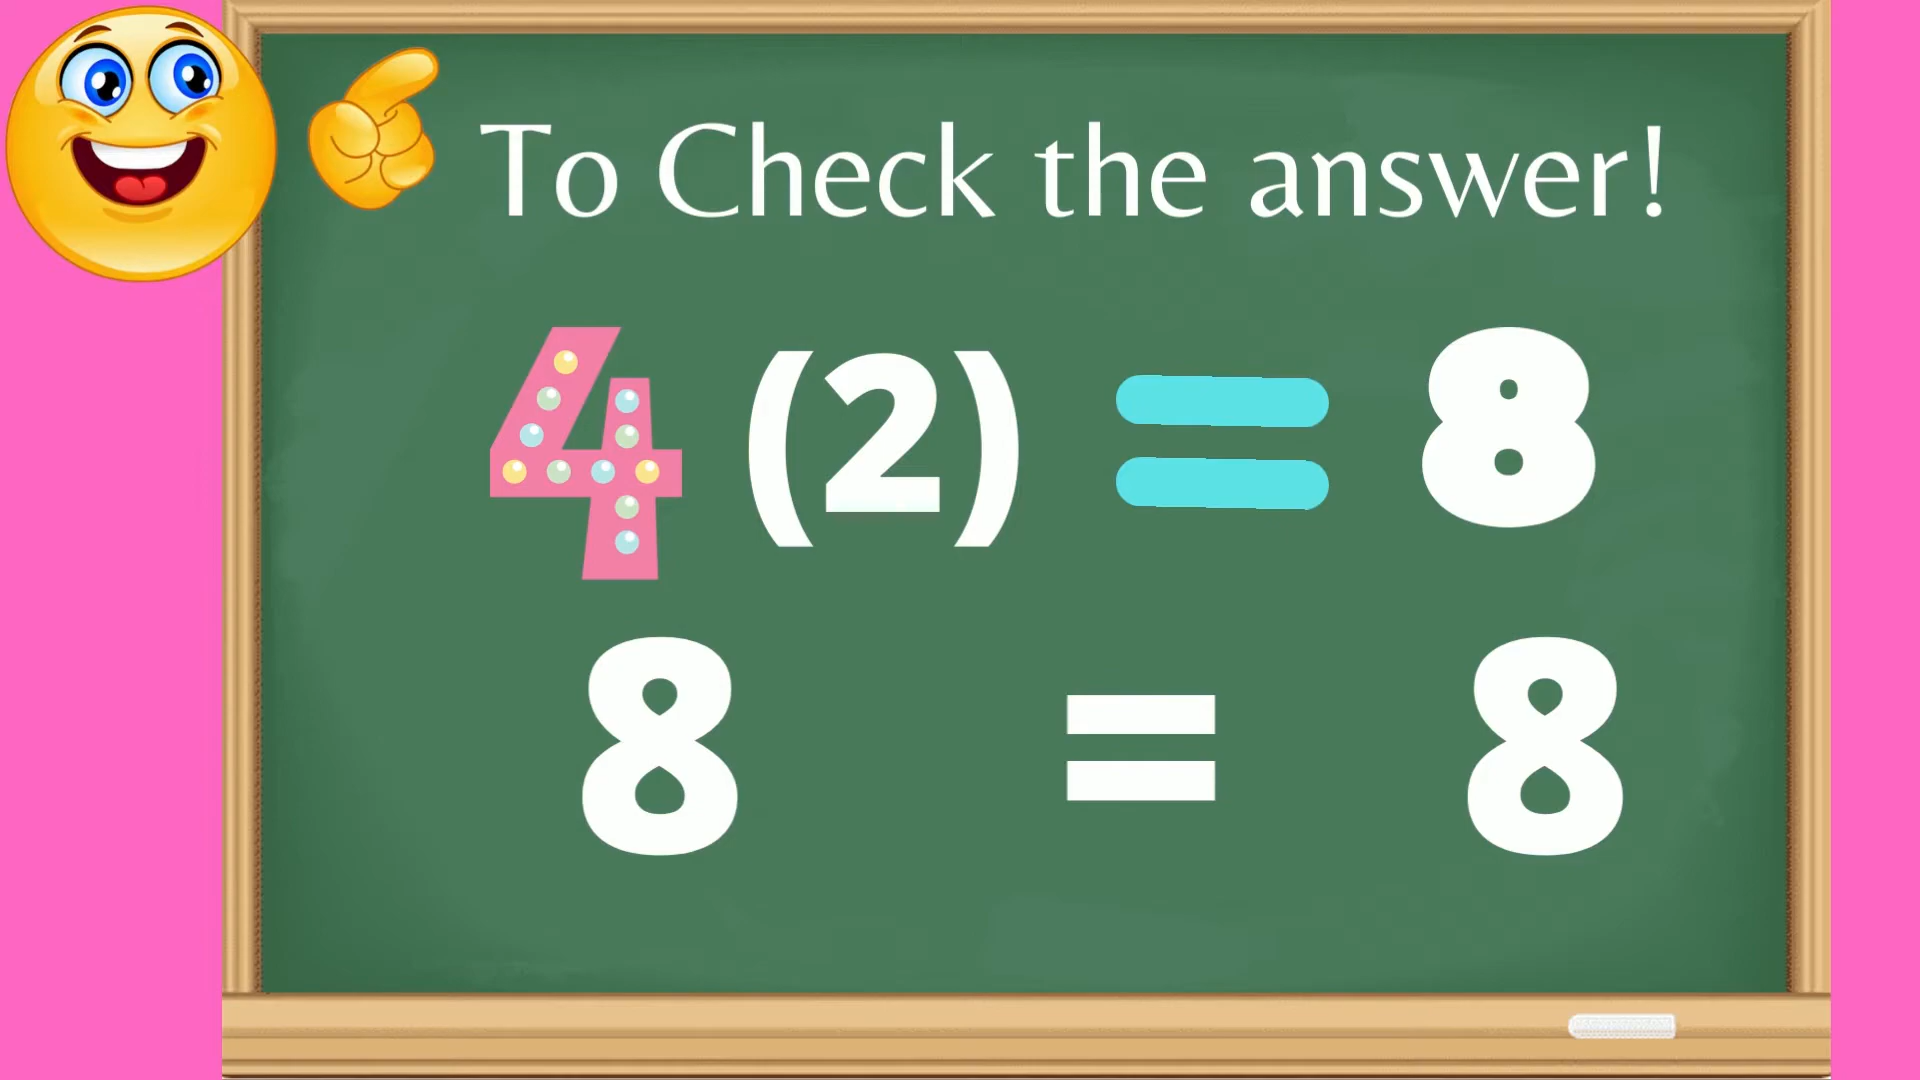 To Check the answer!
4 (2) = 8
8 = 8